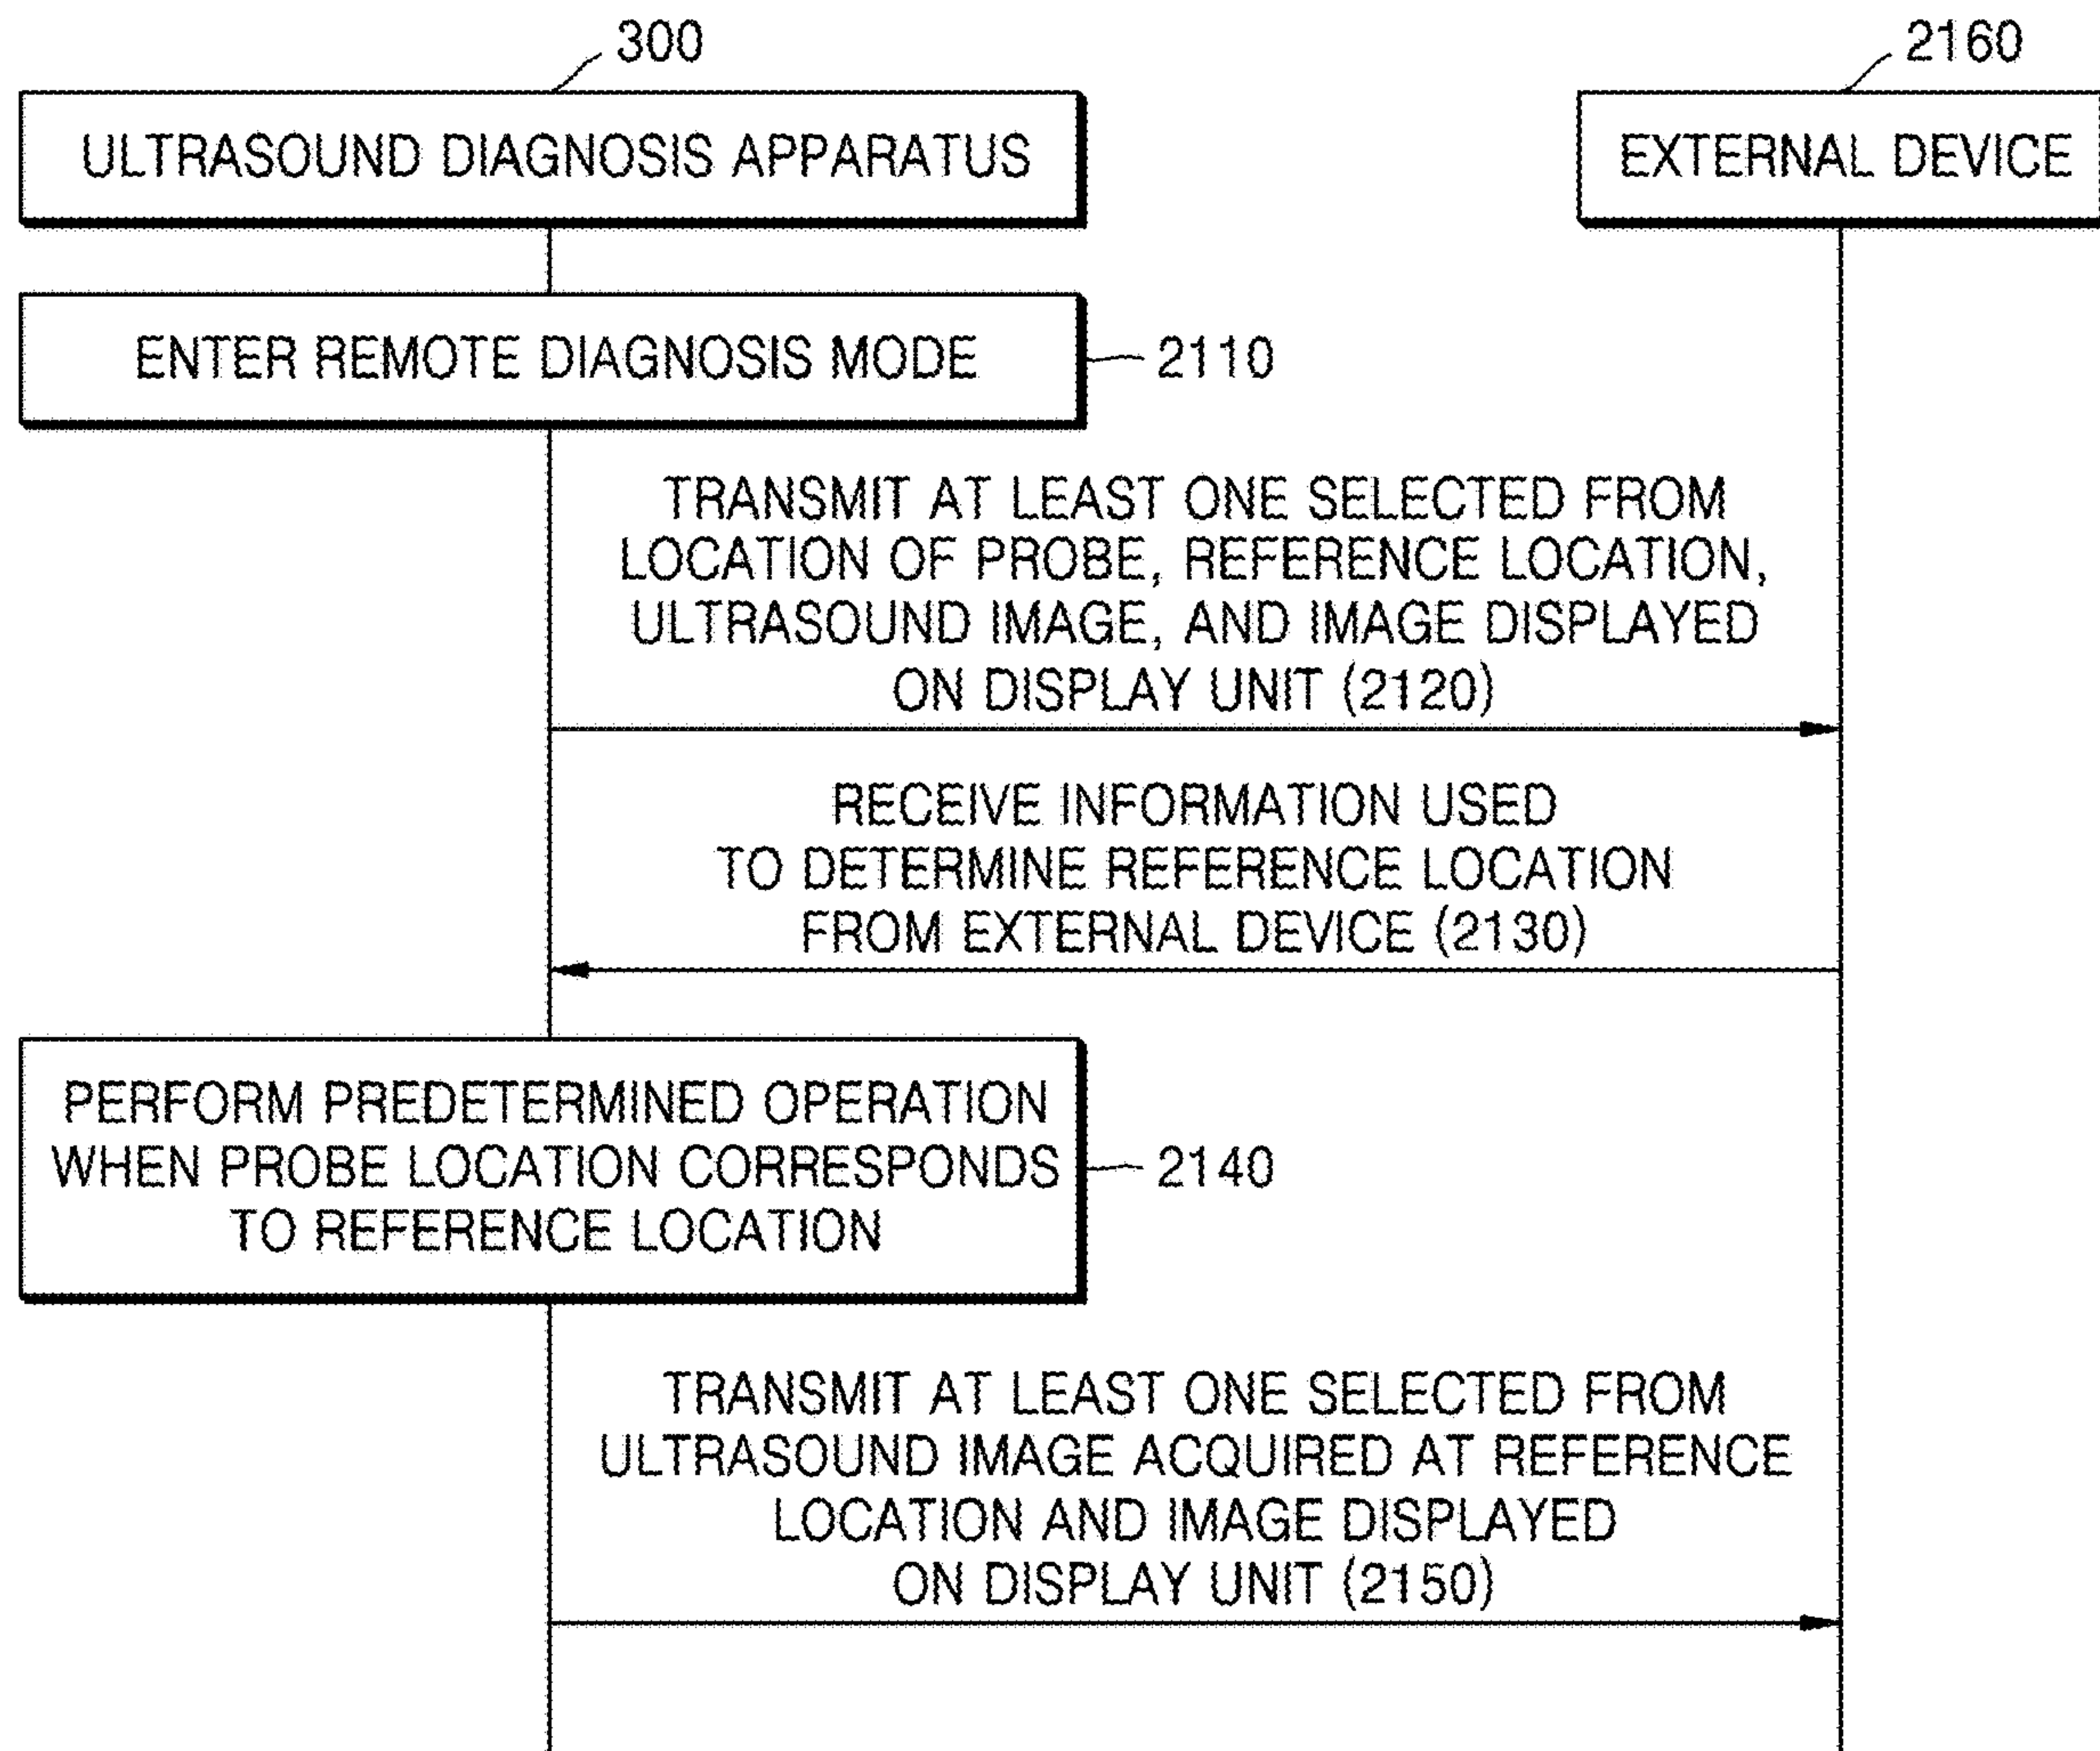 300
2160
ULTRASOUND DIAGNOSIS APPARATUS
EXTERNAL DEVICE
ENTER REMOTE DIAGNOSIS MODE
2110
TRANSMIT AT LEAST ONE SELECTED FROM
LOCATION OF PROBE, REFERENCE LOCATION,
ULTRASOUND IMAGE, AND IMAGE DISPLAYED
ON DISPLAY UNIT (2120)
RECEIVE INFORMATION USED
TO DETERMINE REFERENCE LOCATION
FROM EXTERNAL DEVICE (2130)
PERFORM PREDETERMINED OPERATION
WHEN PROBE LOCATION CORRESPONDS
TO REFERENCE LOCATION
2140
TRANSMIT AT LEAST ONE SELECTED FROM
ULTRASOUND IMAGE ACQUIRED AT REFERENCE
LOCATION AND IMAGE DISPLAYED
ON DISPLAY UNIT (2150)